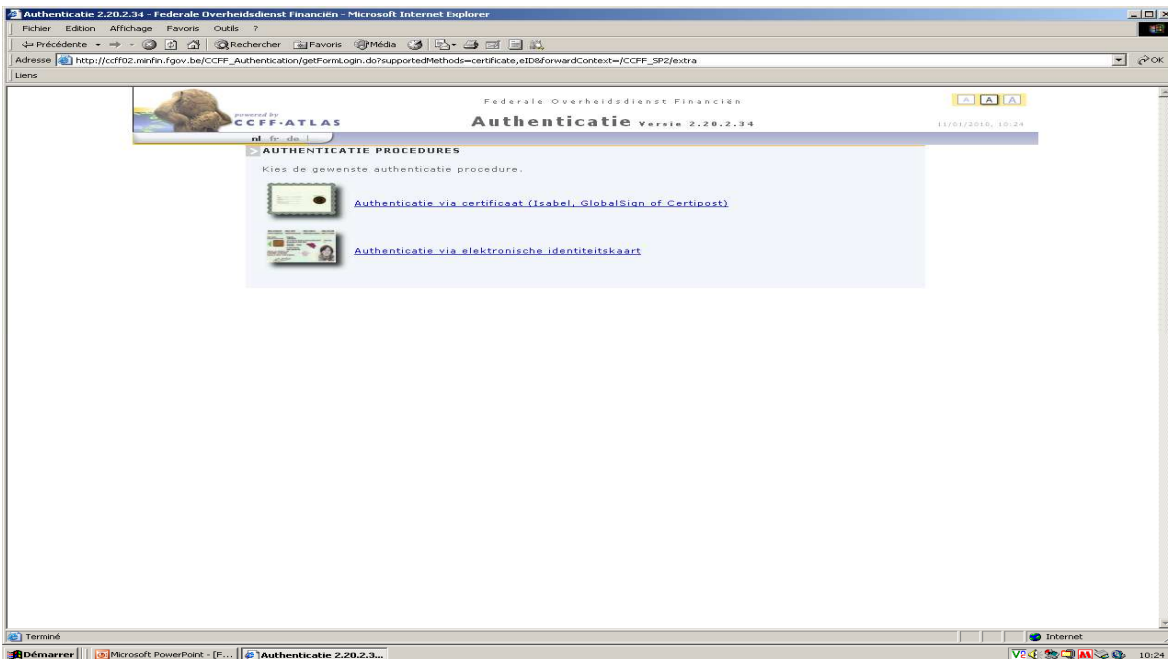 Authenticatie 2.20.2.34 - Federale Overheidsdienst Financiën - Microsoft Internet Explorer
Fichier Edition Affichage Favoris Outils ?
Précédente Rechercher Favoris Média
Adresse http://ccff02.minfin.fgov.be/CCFF_Authentication/getFormLogin.do?supportedMethods=certificate,eID&forwardContext=/CCFF_SP2/extra OK
Liens
Federale Overheidsdienst Financiën A A A
powered by
CCFF-ATLAS Authenticatie Versie 2.20.2.34 11/01/2010, 10:24
nl fr de
AUTHENTICATIE PROCEDURES
Kies de gewenste authenticatie procedure.
Authenticatie via certificaat (Isabel, GlobalSign of Certipost)
Authenticatie via elektronische identiteitskaart
Terminé Internet
Démarrer Microsoft PowerPoint - [F... Authenticatie 2.20.2.3... 10:24